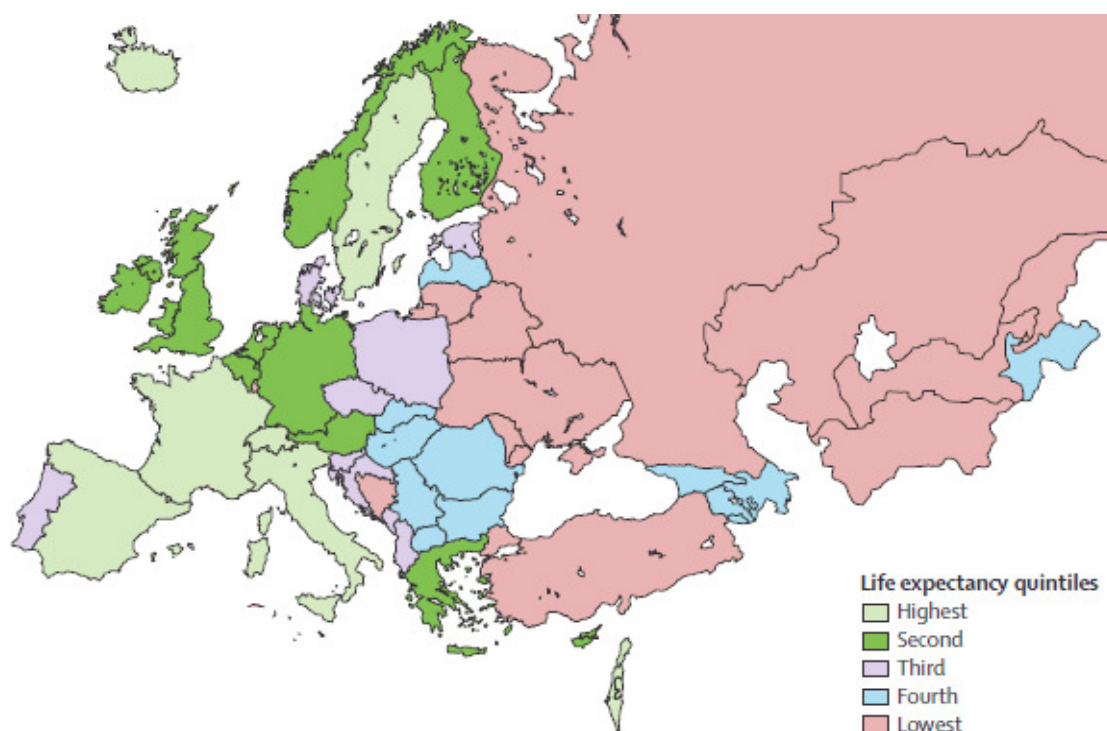 Life expectancy quintiles
Highest
Second
Third
Fourth
Lowest